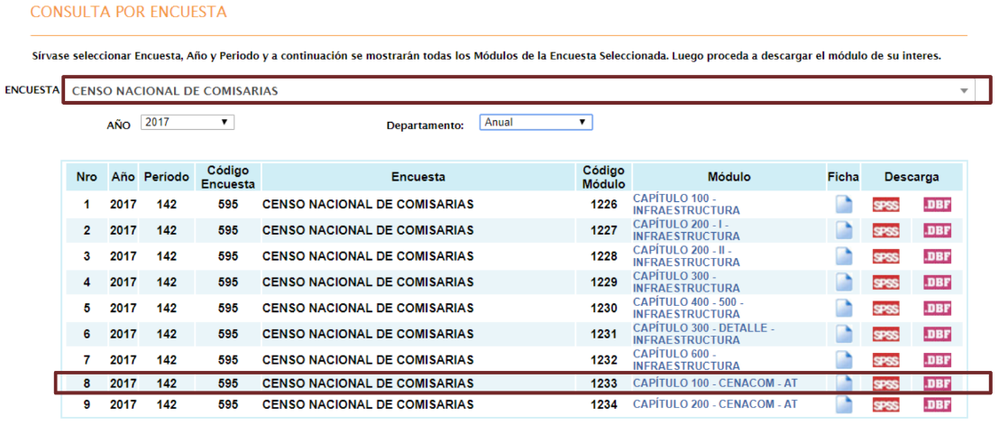 CONSULTA POR ENCUESTA
Sírvase seleccionar Encuesta, Año y Periodo y a continuación se mostrarán todas los Módulos de la Encuesta Seleccionada. Luego proceda a descargar el módulo de su interes.
ENCUESTA CENSO NACIONAL DE COMISARIAS
AÑO 2017 Departamento: Anual
Nro Año Período Código Encuesta Encuesta Código Módulo Módulo Ficha Descarga
1 2017 142 595 CENSO NACIONAL DE COMISARIAS 1226 CAPÍTULO 100 - INFRAESTRUCTURA SPSS .DBF
2 2017 142 595 CENSO NACIONAL DE COMISARIAS 1227 CAPÍTULO 200 - I - INFRAESTRUCTURA SPSS .DBF
3 2017 142 595 CENSO NACIONAL DE COMISARIAS 1228 CAPÍTULO 200 - II - INFRAESTRUCTURA SPSS .DBF
4 2017 142 595 CENSO NACIONAL DE COMISARIAS 1229 CAPÍTULO 300 - INFRAESTRUCTURA SPSS .DBF
5 2017 142 595 CENSO NACIONAL DE COMISARIAS 1230 CAPÍTULO 400 - 500 - INFRAESTRUCTURA SPSS .DBF
6 2017 142 595 CENSO NACIONAL DE COMISARIAS 1231 CAPÍTULO 300 - DETALLE - INFRAESTRUCTURA SPSS .DBF
7 2017 142 595 CENSO NACIONAL DE COMISARIAS 1232 CAPÍTULO 600 - INFRAESTRUCTURA SPSS .DBF
8 2017 142 595 CENSO NACIONAL DE COMISARIAS 1233 CAPÍTULO 100 - CENACOM - AT SPSS .DBF
9 2017 142 595 CENSO NACIONAL DE COMISARIAS 1234 CAPÍTULO 200 - CENACOM - AT SPSS .DBF